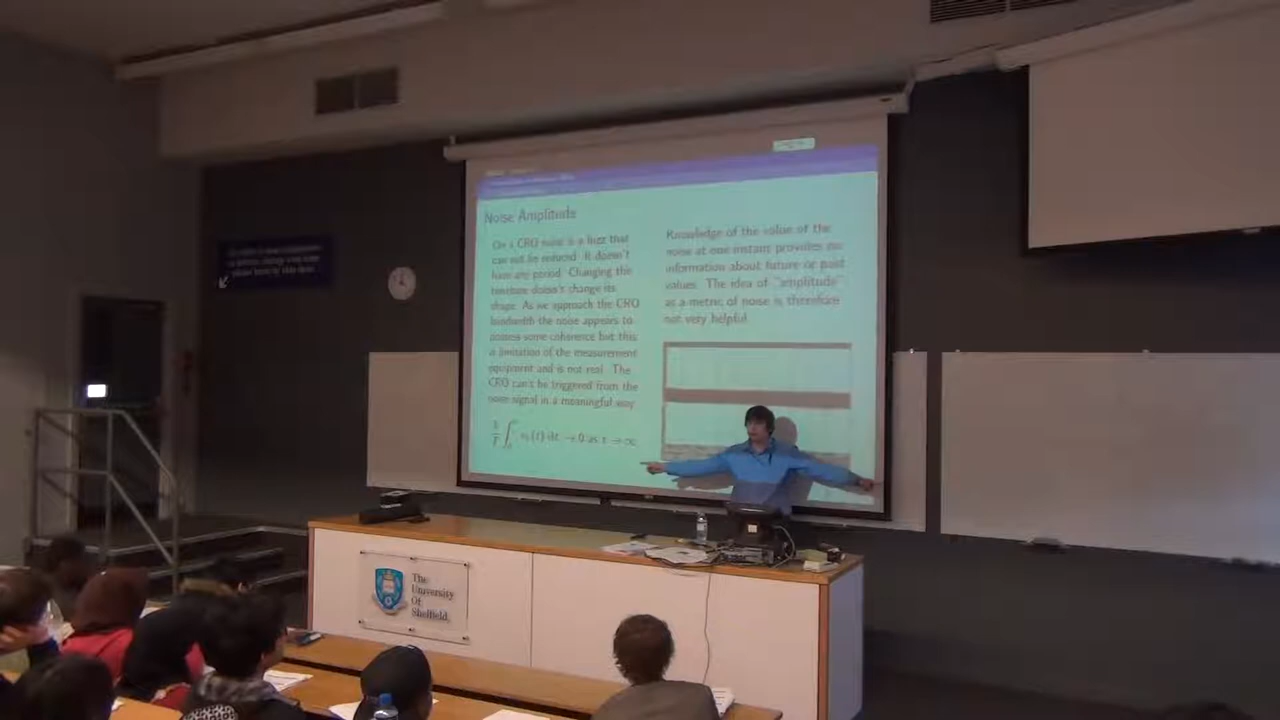 Noise Amplitude
On a CRO noise is a fuzz that
can not be reduced. It doesn't
have any period. Changing the
timebase doesn't change its
shape. As we approach the CRO
bandwidth the noise appears to
possess some coherence but this
is limitation of the measurement
equipment and is not real. The
CRO can't be triggered from the
noise signal in a meaningful way.
(t) dt → 0 as t → ∞
Knowledge of the value of the
noise at one instant provides no
information about future or past
values. The idea of "amplitude"
as a metric of noise is therefore
not very helpful.
The
University
Of
Sheffield.